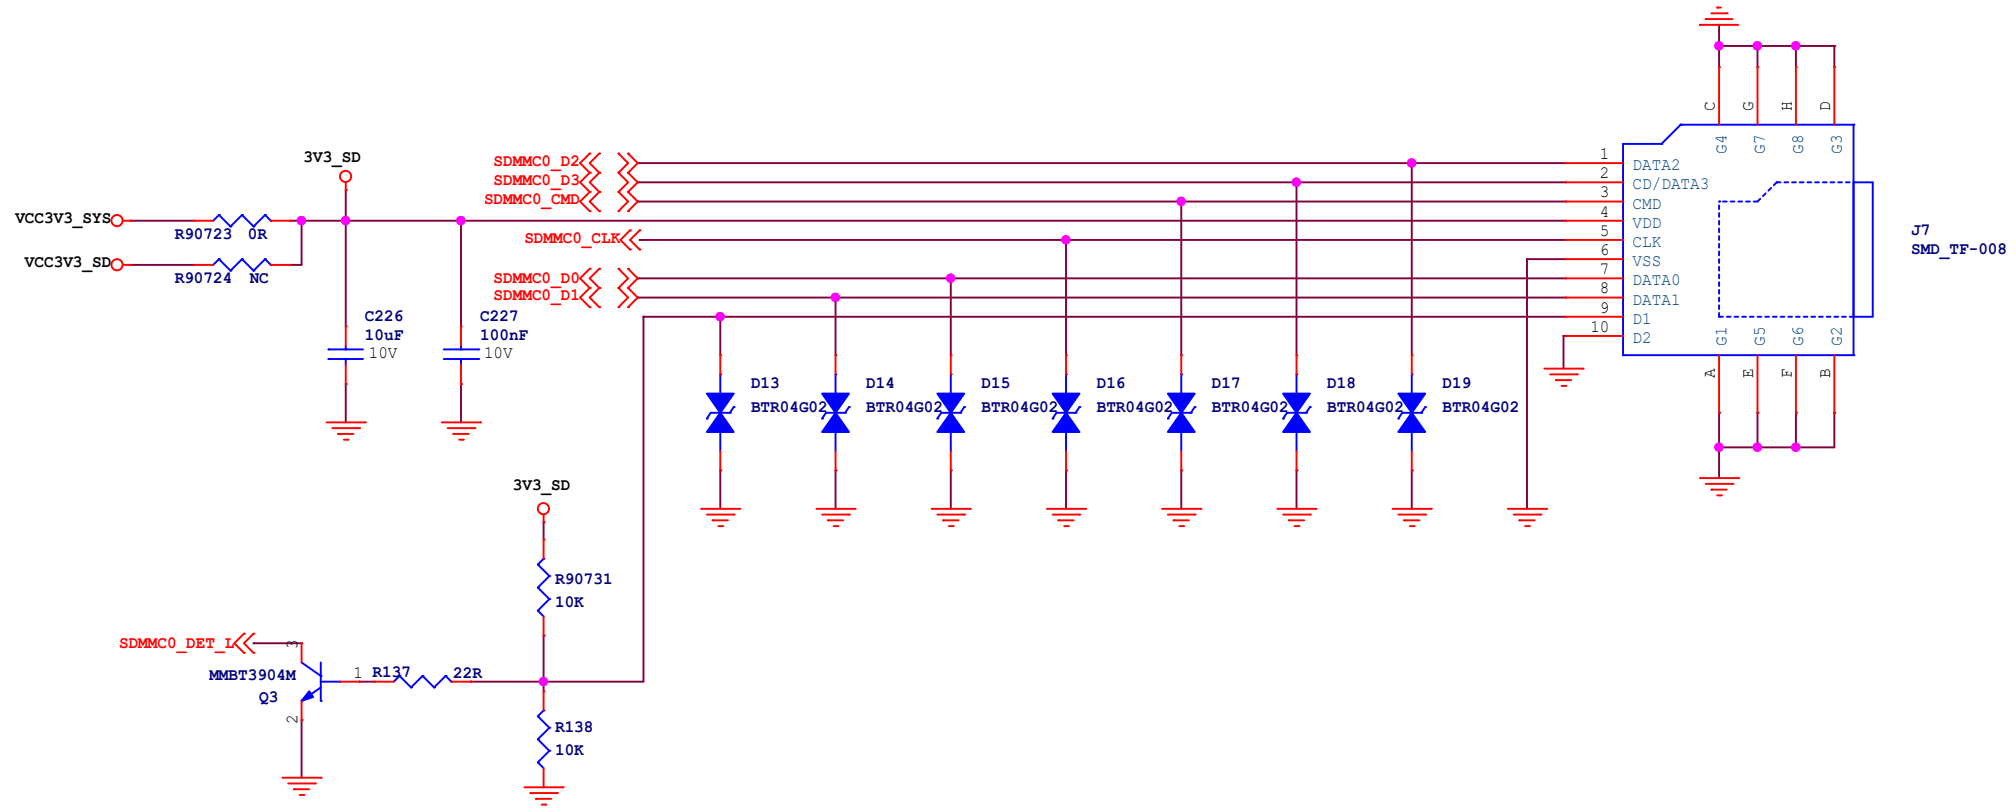 C
G
H
D
G4
G7
G8
G3
3V3_SD
SDMMC0_D2
1
DATA2
SDMMC0_D3
2
CD/DATA3
SDMMC0_CMD
3
CMD
VCC3V3_SYS
4
VDD
R90723 0R
SDMMC0_CLK
5
CLK
J7
SMD_TF-008
VCC3V3_SD
6
VSS
R90724 NC
SDMMC0_D0
7
DATA0
SDMMC0_D1
8
DATA1
9
D1
10
D2
G1
G5
G6
G2
A
E
F
B
C226
10uF
10V
C227
100nF
10V
D13
BTR04G02
D14
BTR04G02
D15
BTR04G02
D16
BTR04G02
D17
BTR04G02
D18
BTR04G02
D19
BTR04G02
3V3_SD
R90731
10K
SDMMC0_DET_L
3
MMBT3904M
Q3
1
R137 22R
2
R138
10K